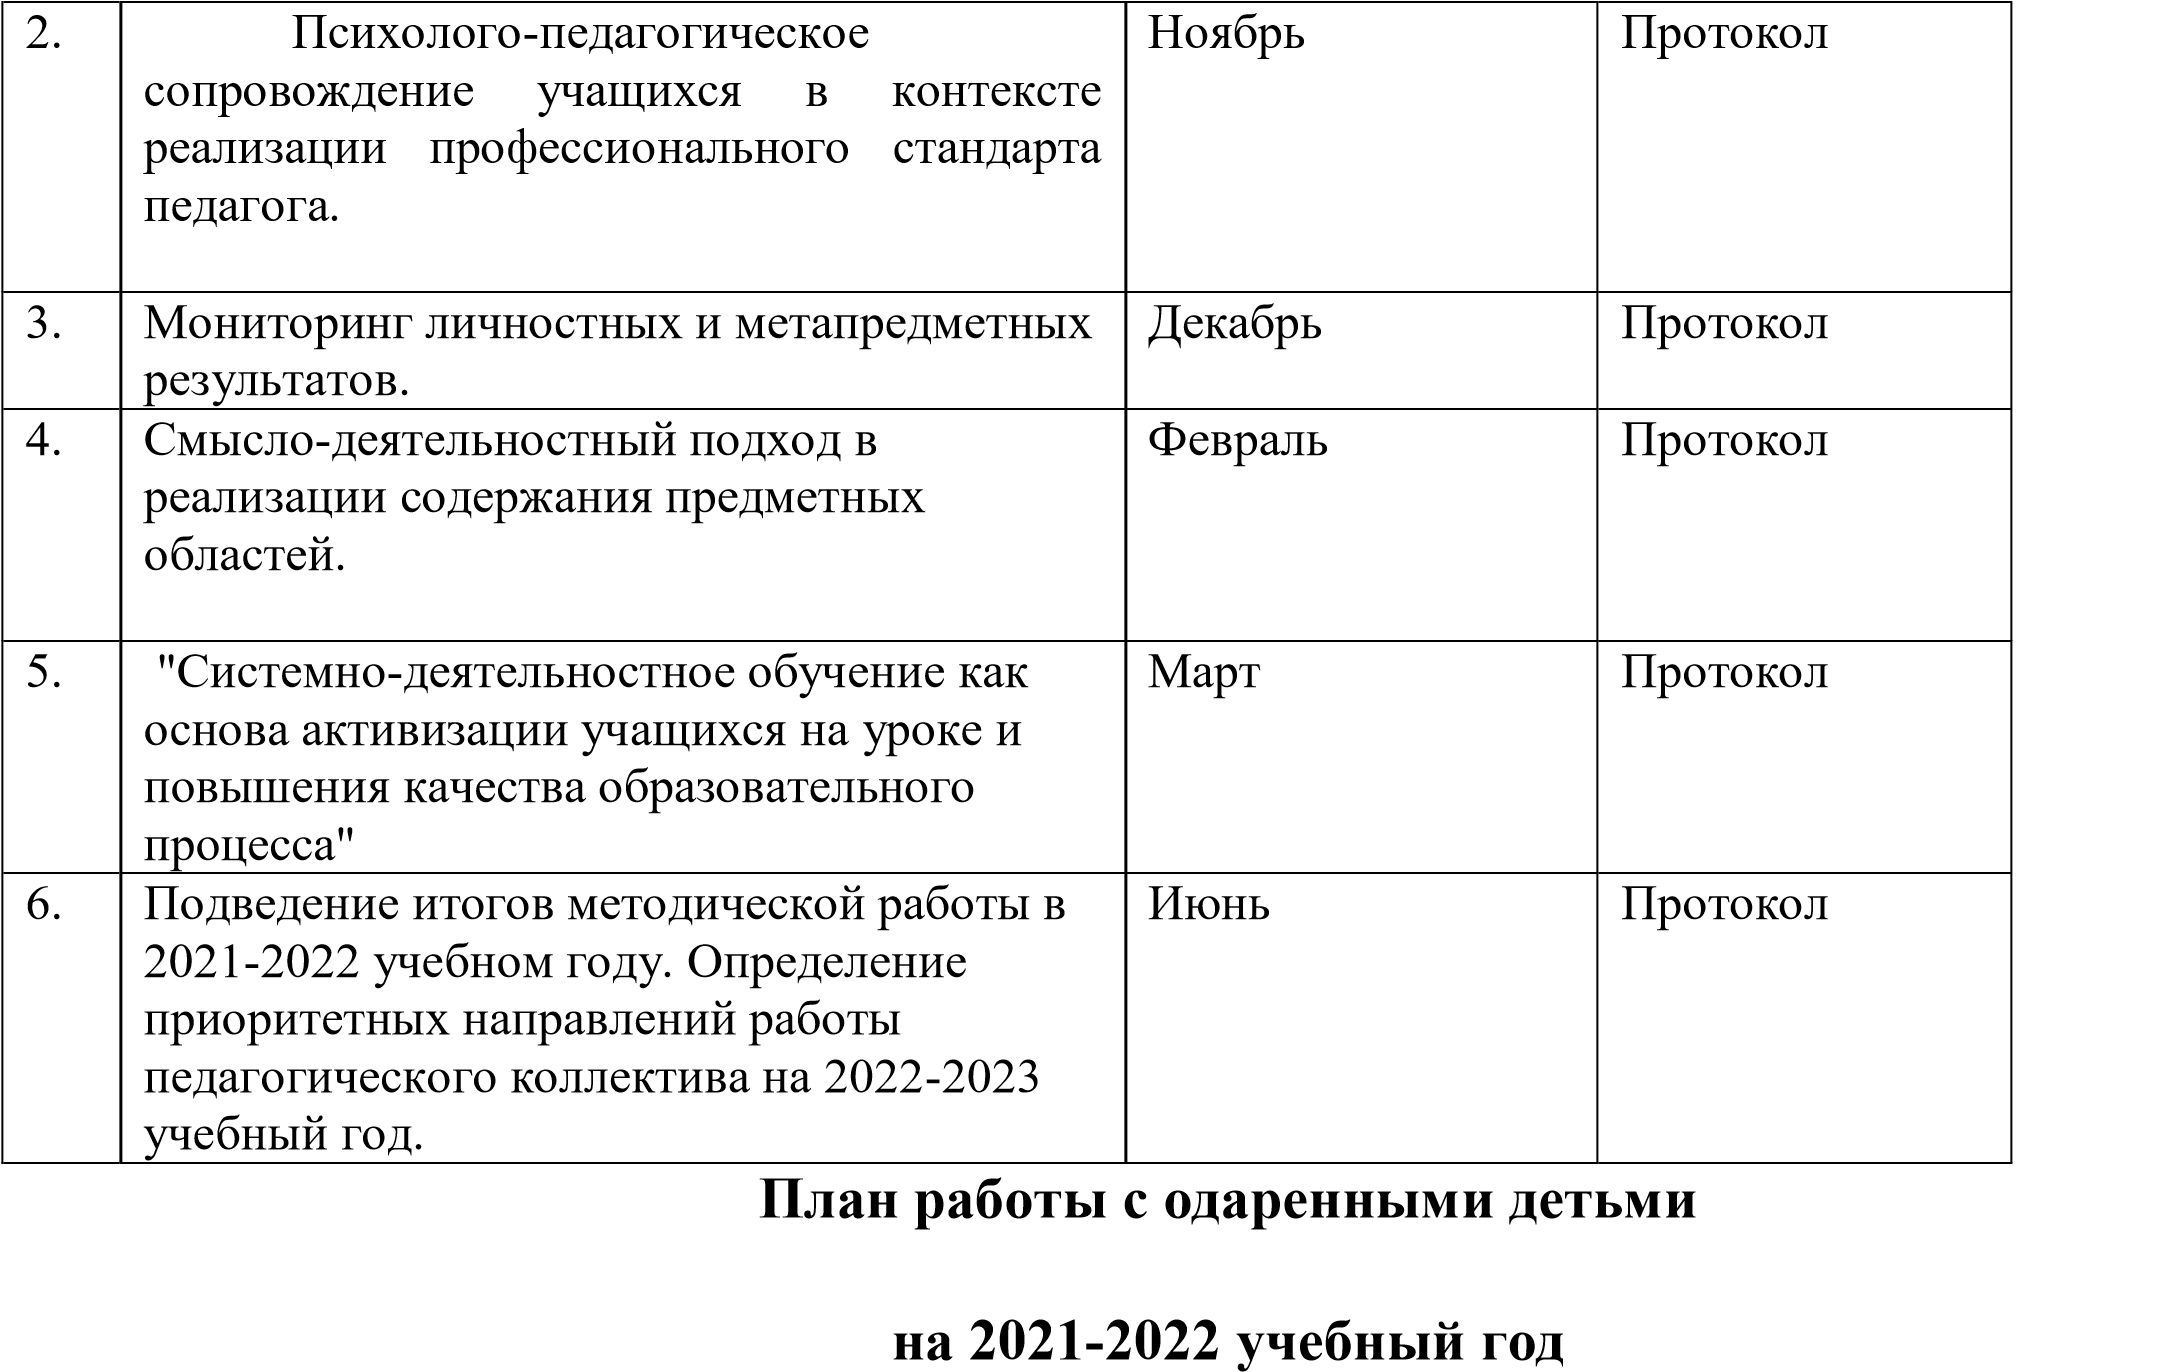 2. Психолого-педагогическое Ноябрь Протокол
сопровождение учащихся в контексте
реализации профессионального стандарта
педагога.
3. Мониторинг личностных и метапредметных Декабрь Протокол
результатов.
4. Смысло-деятельностный подход в Февраль Протокол
реализации содержания предметных
областей.
5. "Системно-деятельностное обучение как Март Протокол
основа активизации учащихся на уроке и
повышения качества образовательного
процесса"
6. Подведение итогов методической работы в Июнь Протокол
2021-2022 учебном году. Определение
приоритетных направлений работы
педагогического коллектива на 2022-2023
учебный год.
План работы с одаренными детьми
на 2021-2022 учебный год